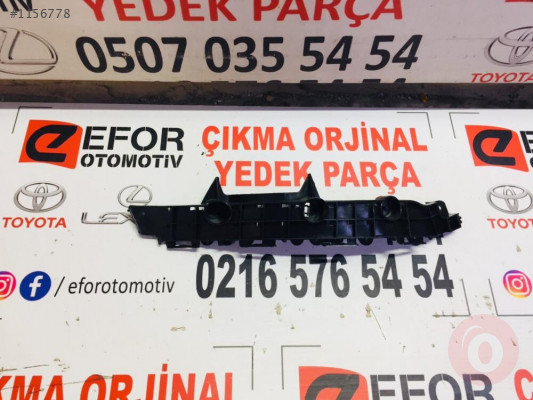 #1156778
YEDEK PARÇA
0507 035 54 54
TOYOTA
EFOR
OTOMOTİV
ÇIKMA ORJİNAL
YEDEK PARÇA
TOYOTA
TOYOTA
/eforotomotiv
0216 576 54 54
ÇIKMA ORJİNAL
EFOR